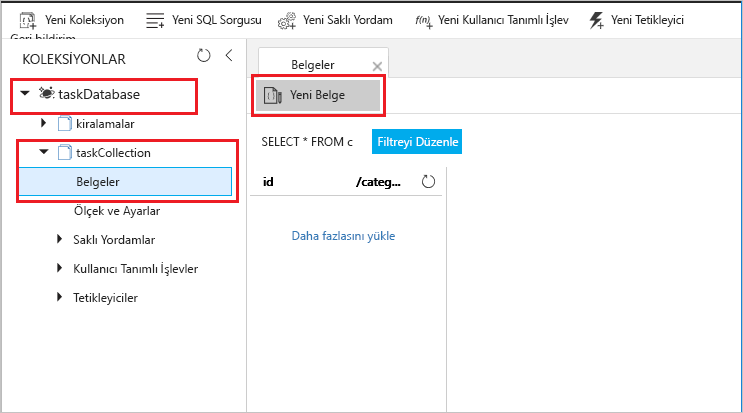 Yeni Koleksiyon Yeni SQL Sorgusu Yeni Saklı Yordam f(n) Yeni Kullanıcı Tanımlı İşlev Yeni Tetikleyici
Geri bildirim
KOLEKSİYONLAR
taskDatabase
kiralamalar
taskCollection
Belgeler
Ölçek ve Ayarlar
Saklı Yordamlar
Kullanıcı Tanımlı İşlevler
Tetikleyiciler
Belgeler
Yeni Belge
SELECT * FROM c Filtreyi Düzenle
id /categ...
Daha fazlasını yükle